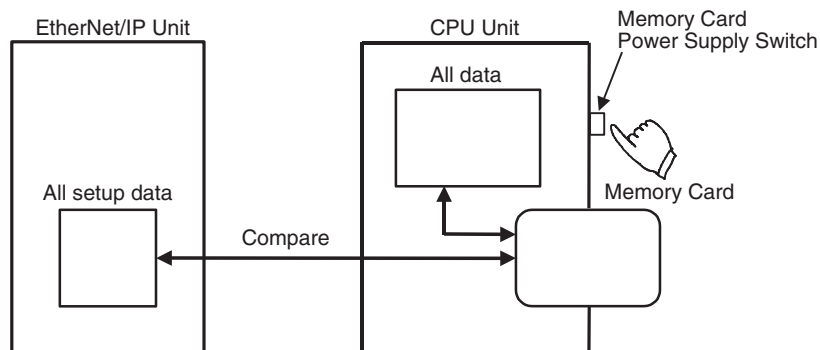 EtherNet/IP Unit
CPU Unit
Memory Card
Power Supply Switch
All data
All setup data
Memory Card
Compare